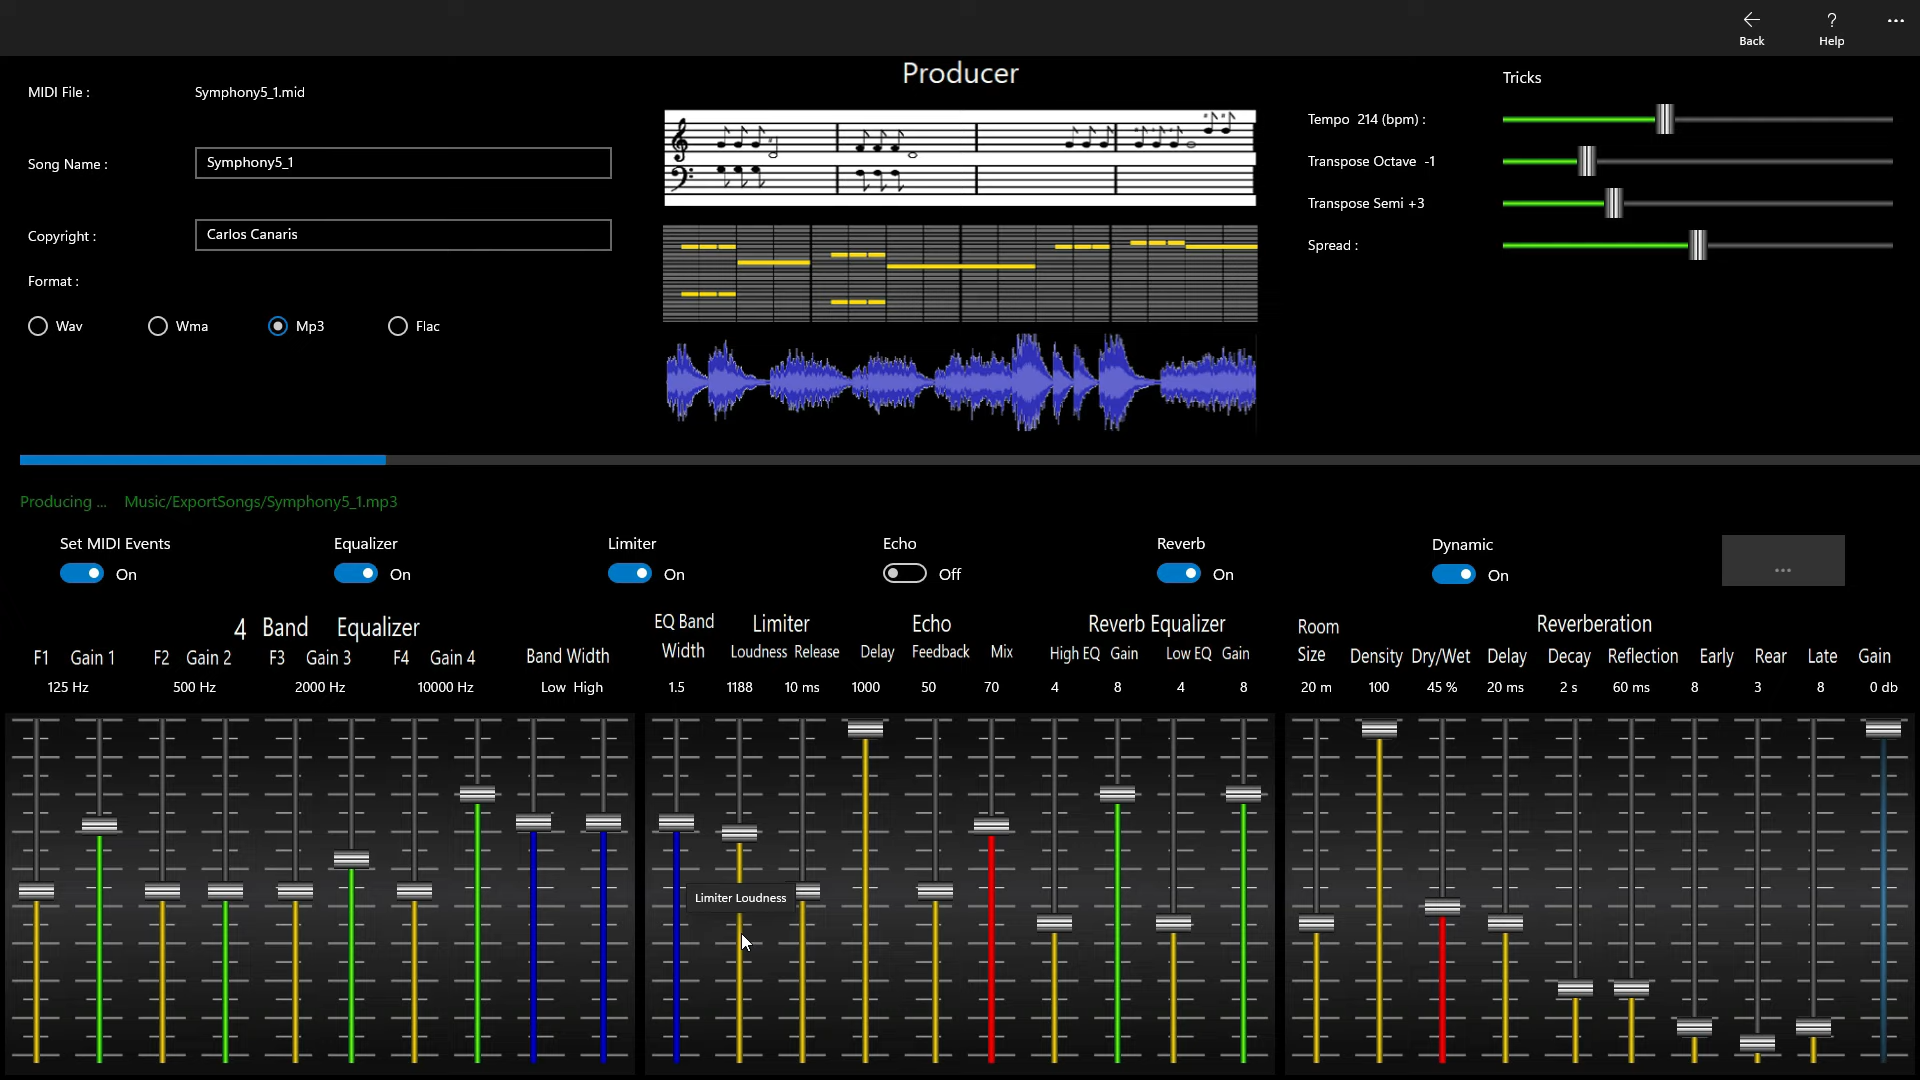 Back
? Help
...
Producer
Tricks
MIDI File :
Symphony5_1.mid
Song Name :
Symphony5_1
Copyright :
Carlos Canaris
Format :
Wav
Wma
Mp3
Flac
Tempo 214 (bpm) :
Transpose Octave -1
Transpose Semi +3
Spread :
Producing ... Music/ExportSongs/Symphony5_1.mp3
Set MIDI Events
On
Equalizer
On
Limiter
On
Echo
Off
Reverb
On
Dynamic
On
...
4 Band Equalizer
F1 Gain 1 F2 Gain 2 F3 Gain 3 F4 Gain 4 Band Width
125 Hz 500 Hz 2000 Hz 10000 Hz Low High
EQ Band Width
Limiter
Echo
Reverb Equalizer
Loudness Release Delay Feedback Mix High EQ Gain Low EQ Gain
1.5 1188 10 ms 1000 50 70 4 8 4 8
Reverberation
Room Size
Density Dry/Wet Delay Decay Reflection Early Rear Late Gain
20 m 100 45 % 20 ms 2 s 60 ms 8 3 8 0 db
Limiter Loudness